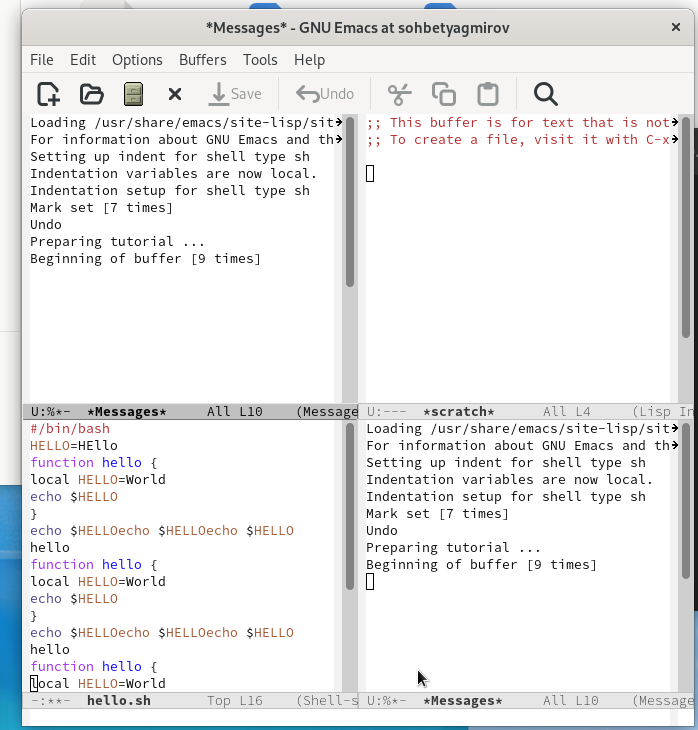 *Messages* - GNU Emacs at sohbetyagmirov
File Edit Options Buffers Tools Help
Save Undo
Loading /usr/share/emacs/site-lisp/sit
For information about GNU Emacs and th
Setting up indent for shell type sh
Indentation variables are now local.
Indentation setup for shell type sh
Mark set [7 times]
Undo
Preparing tutorial ...
Beginning of buffer [9 times]
U:%*- *Messages* All L10 (Message
;; This buffer is for text that is not
;; To create a file, visit it with C-x
U:--- *scratch* All L4 (Lisp In
#/bin/bash
HELLO=HEllo
function hello {
local HELLO=World
echo $HELLO
}
echo $HELLOecho $HELLOecho $HELLO
hello
function hello {
local HELLO=World
echo $HELLO
}
echo $HELLOecho $HELLOecho $HELLO
hello
function hello {
local HELLO=World
-:**- hello.sh Top L16 (Shell-s
Loading /usr/share/emacs/site-lisp/sit
For information about GNU Emacs and th
Setting up indent for shell type sh
Indentation variables are now local.
Indentation setup for shell type sh
Mark set [7 times]
Undo
Preparing tutorial ...
Beginning of buffer [9 times]
U:%*- *Messages* All L10 (Message